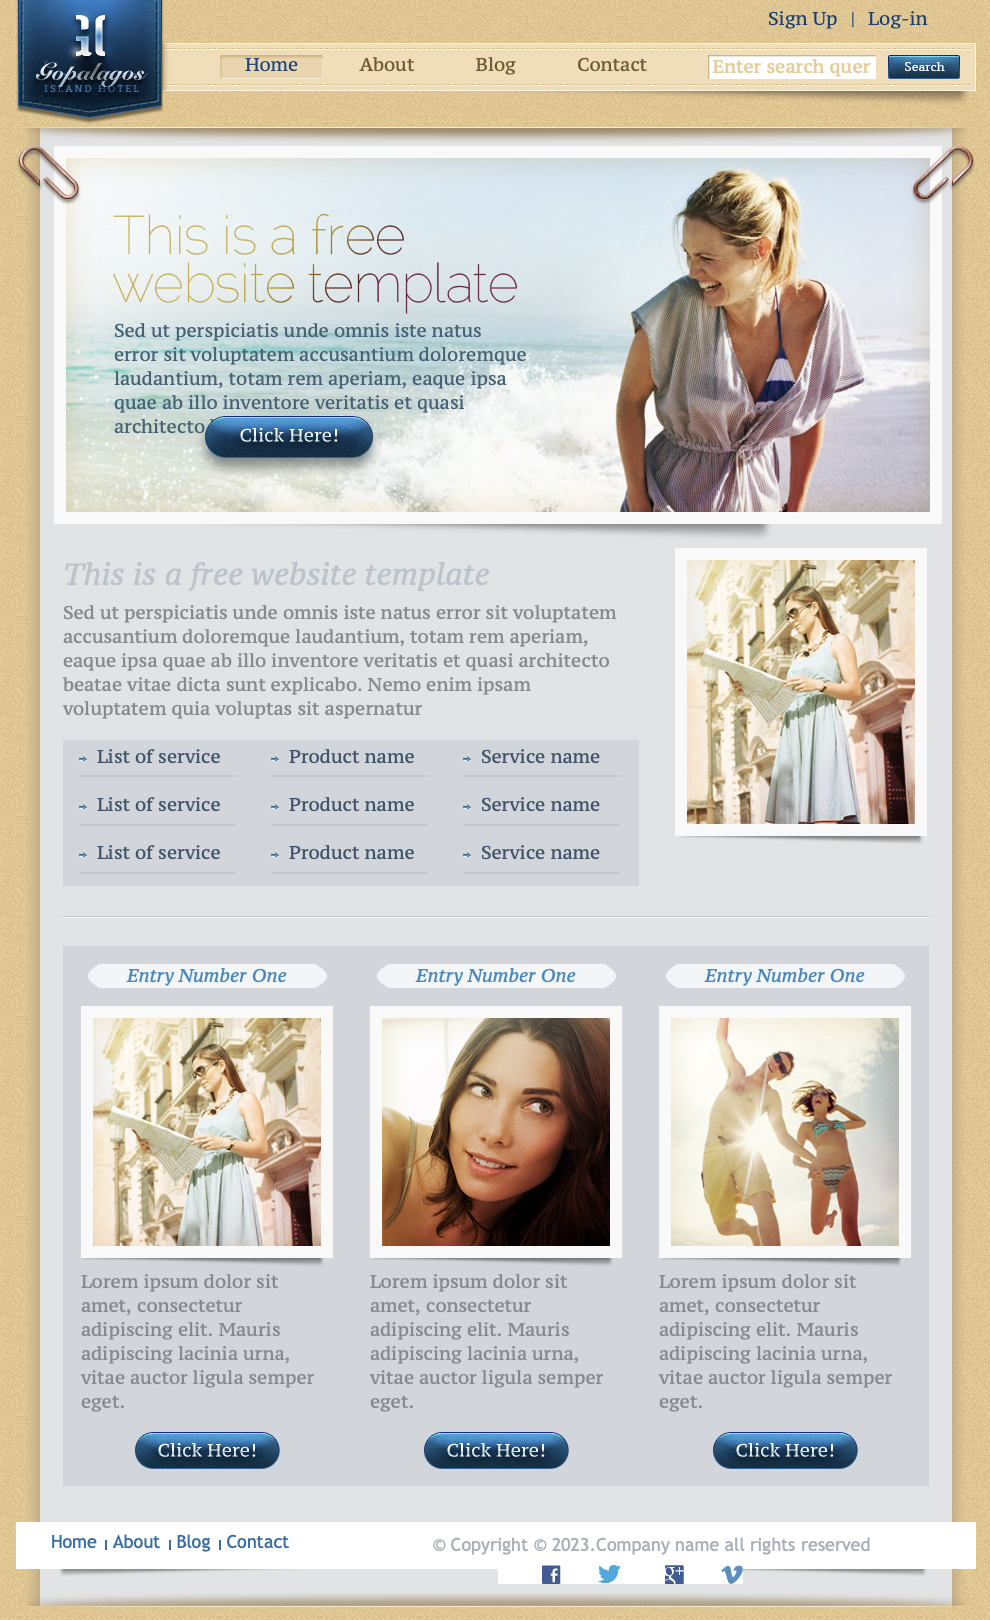 Sign Up | Log-in
Gopalagos
ISLAND HOTEL
Home About Blog Contact Enter search quer Search
This is a free
website template
Sed ut perspiciatis unde omnis iste natus
error sit voluptatem accusantium doloremque
laudantium, totam rem aperiam, eaque ipsa
quae ab illo inventore veritatis et quasi
architecto
Click Here!
This is a free website template
Sed ut perspiciatis unde omnis iste natus error sit voluptatem
accusantium doloremque laudantium, totam rem aperiam,
eaque ipsa quae ab illo inventore veritatis et quasi architecto
beatae vitae dicta sunt explicabo. Nemo enim ipsam
voluptatem quia voluptas sit aspernatur
List of service Product name Service name
List of service Product name Service name
List of service Product name Service name
Entry Number One
Lorem ipsum dolor sit
amet, consectetur
adipiscing elit. Mauris
adipiscing lacinia urna,
vitae auctor ligula semper
eget.
Click Here!
Entry Number One
Lorem ipsum dolor sit
amet, consectetur
adipiscing elit. Mauris
adipiscing lacinia urna,
vitae auctor ligula semper
eget.
Click Here!
Entry Number One
Lorem ipsum dolor sit
amet, consectetur
adipiscing elit. Mauris
adipiscing lacinia urna,
vitae auctor ligula semper
eget.
Click Here!
Home About Blog Contact
© Copyright © 2023.Company name all rights reserved